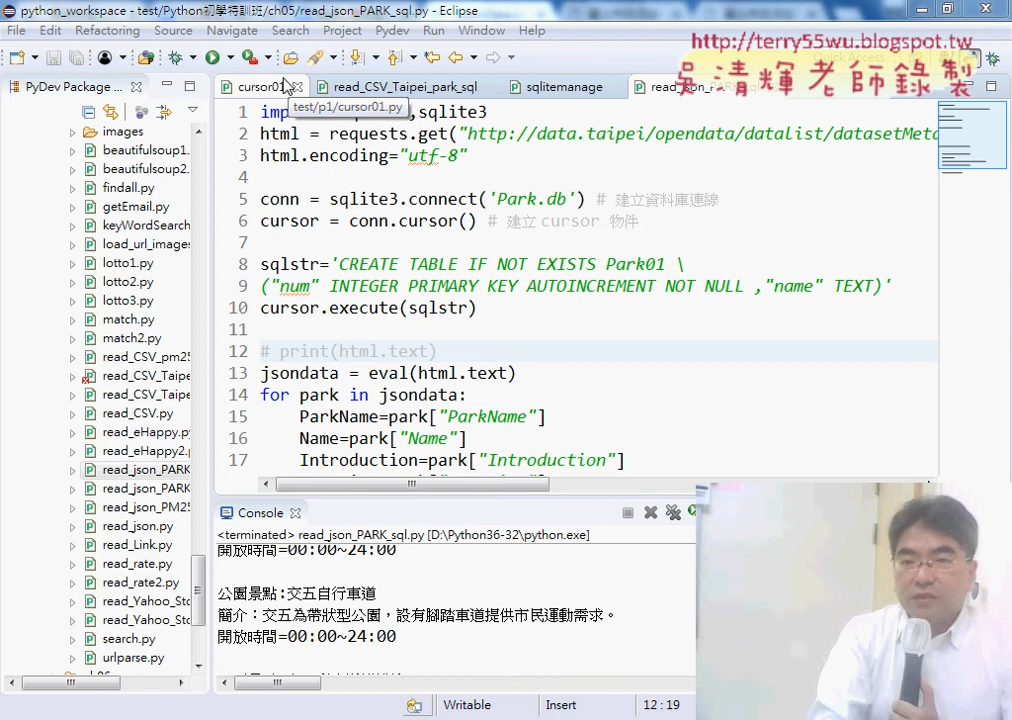 python_workspace - test/Python初學特訓班/ch05/read_json_PARK_sql.py - Eclipse
File Edit Refactoring Source Navigate Search Project Pydev Run Window Help
http://terry55wu.blogspot.tw
吳清輝老師錄製
PyDev Package ...
cursor01
read_CSV_Taipei_park_sql
sqlitemanage
test/p1/cursor01.py
images
beautifulsoup1.
beautifulsoup2.
findall.py
getEmail.py
keyWordSearch
load_url_images
lotto1.py
lotto2.py
lotto3.py
match.py
match2.py
read_CSV_pm25
read_CSV_Taipe
read_CSV_Taipe
read_CSV.py
read_eHappy.py
read_eHappy2.
read_json_PARK
read_json_PARK
read_json_PM25
read_json.py
read_Link.py
read_rate.py
read_rate2.py
read_Yahoo_Sto
read_Yahoo_Sto
search.py
urlparse.py
1 ,sqlite3
2 html = requests.get("http://data.taipei/opendata/datalist/datasetMeta
3 html.encoding="utf-8"
4
5 conn = sqlite3.connect('Park.db') # 建立資料庫連線
6 cursor = conn.cursor() # 建立 cursor 物件
7
8 sqlstr='CREATE TABLE IF NOT EXISTS Park01 \
9 ("num" INTEGER PRIMARY KEY AUTOINCREMENT NOT NULL ,"name" TEXT)'
10 cursor.execute(sqlstr)
11
12 # print(html.text)
13 jsondata = eval(html.text)
14 for park in jsondata:
15 ParkName=park["ParkName"]
16 Name=park["Name"]
17 Introduction=park["Introduction"]
Console
<terminated> read_json_PARK_sql.py [D:\Python36-32\python.exe]
開放時間=00:00~24:00
公園景點:交五自行車道
簡介：交五為帶狀型公園，設有腳踏車道提供市民運動需求。
開放時間=00:00~24:00
Writable Insert 12 : 19